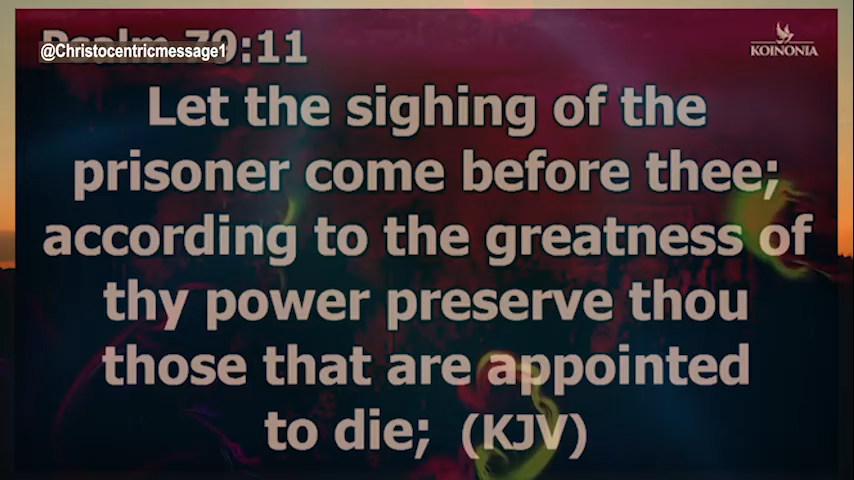 @Christocentricmessage1
:11
KOINONIA
Let the sighing of the
prisoner come before thee;
according to the greatness of
thy power preserve thou
those that are appointed
to die; (KJV)